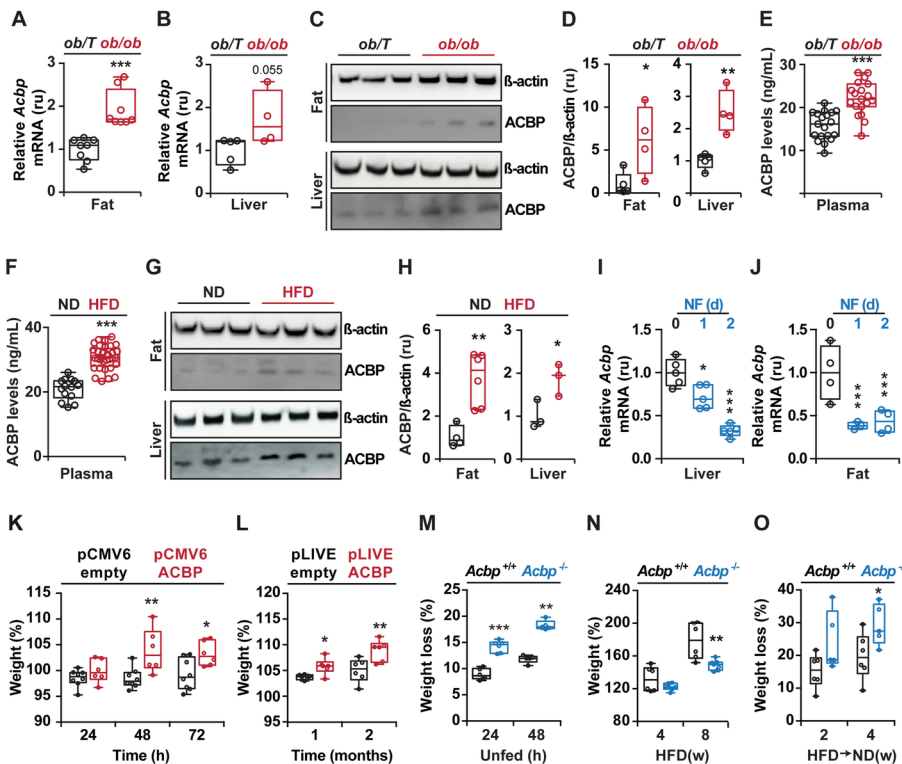 A
ob/T ob/ob
***
Relative Acbp
mRNA (ru)
3
2
1
0
Fat
B
ob/T ob/ob
0.055
Relative Acbp
mRNA (ru)
3
2
1
0
Liver
C
ob/T
ob/ob
Fat
ß-actin
ACBP
Liver
ß-actin
ACBP
D
ob/T ob/ob
*
**
ACBP/ß-actin (ru)
15
10
5
0
Fat
4
3
2
1
0
Liver
E
ob/T ob/ob
***
ACBP levels (ng/mL)
30
20
10
0
Plasma
F
ND HFD
***
ACBP levels (ng/mL)
40
20
0
Plasma
G
ND
HFD
Fat
ß-actin
ACBP
Liver
ß-actin
ACBP
H
ND HFD
**
*
ACBP/ß-actin (ru)
6
4
2
0
Fat
3
2
1
0
Liver
I
NF (d)
0 1 2
*
***
Relative Acbp
mRNA (ru)
1.5
1.0
0.5
0.0
Liver
J
NF (d)
0 1 2
***
***
Relative Acbp
mRNA (ru)
1.5
1.0
0.5
0.0
Fat
K
pCMV6 pCMV6
empty ACBP
**
*
Weight (%)
115
110
105
100
95
90
24 48 72
Time (h)
L
pLIVE pLIVE
empty ACBP
*
**
Weight (%)
120
115
110
105
100
95
1 2
Time (months)
M
Acbp+/+ Acbp-/-
***
**
Weight loss (%)
25
20
15
10
5
0
24 48
Unfed (h)
N
Acbp+/+ Acbp-/-
**
Weight (%)
240
200
160
120
80
4 8
HFD(w)
O
Acbp+/+ Acbp-
*
Weight loss (%)
40
30
20
10
0
2 4
HFD→ND(w)